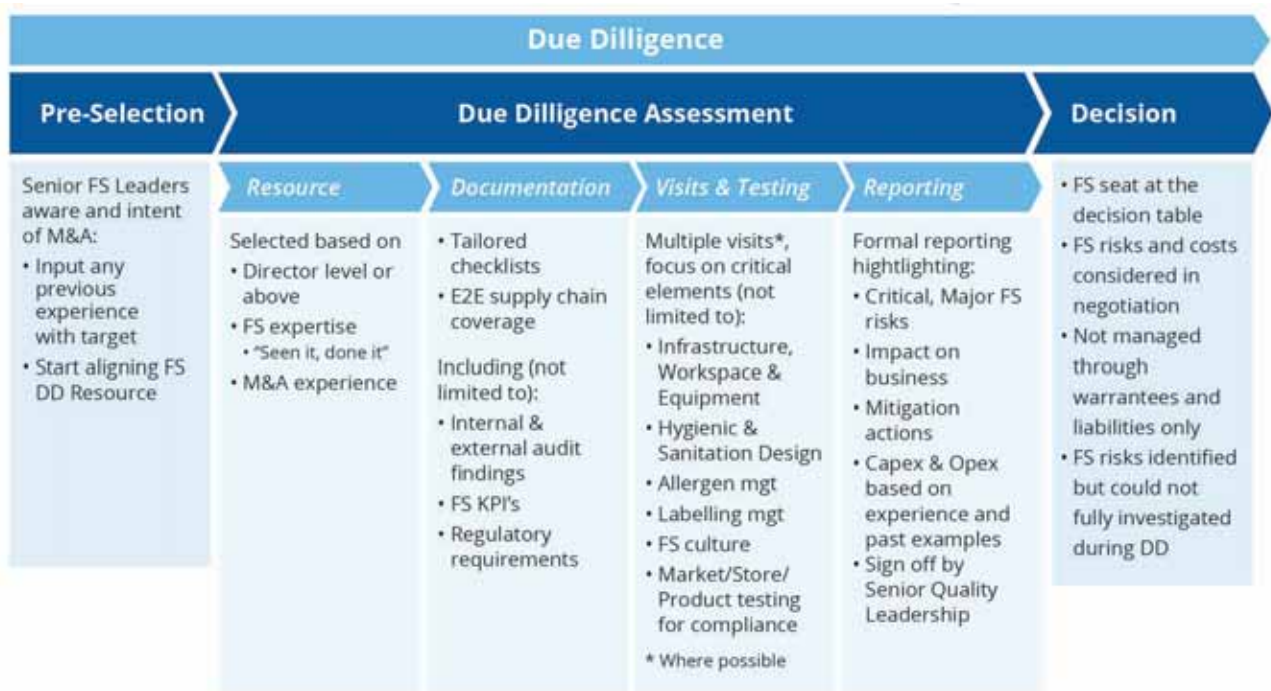 Due Dilligence
Pre-Selection
Due Dilligence Assessment
Decision
Senior FS Leaders
aware and intent
of M&A:
• Input any
previous
experience
with target
• Start aligning FS
DD Resource
Resource
Selected based on
• Director level or
above
• FS expertise
• "Seen it, done it"
• M&A experience
Documentation
• Tailored
checklists
• E2E supply chain
coverage
Including (not
limited to):
• Internal &
external audit
findings
• FS KPI's
• Regulatory
requirements
Visits & Testing
Multiple visits*,
focus on critical
elements (not
limited to):
• Infrastructure,
Workspace &
Equipment
• Hygienic &
Sanitation Design
• Allergen mgt
• Labelling mgt
• FS culture
• Market/Store/
Product testing
for compliance
* Where possible
Reporting
Formal reporting
hightlighting:
• Critical, Major FS
risks
• Impact on
business
• Mitigation
actions
• Capex & Opex
based on
experience and
past examples
• Sign off by
Senior Quality
Leadership
• FS seat at the
decision table
• FS risks and costs
considered in
negotiation
• Not managed
through
warrantees and
liabilities only
• FS risks identified
but could not
fully investigated
during DD